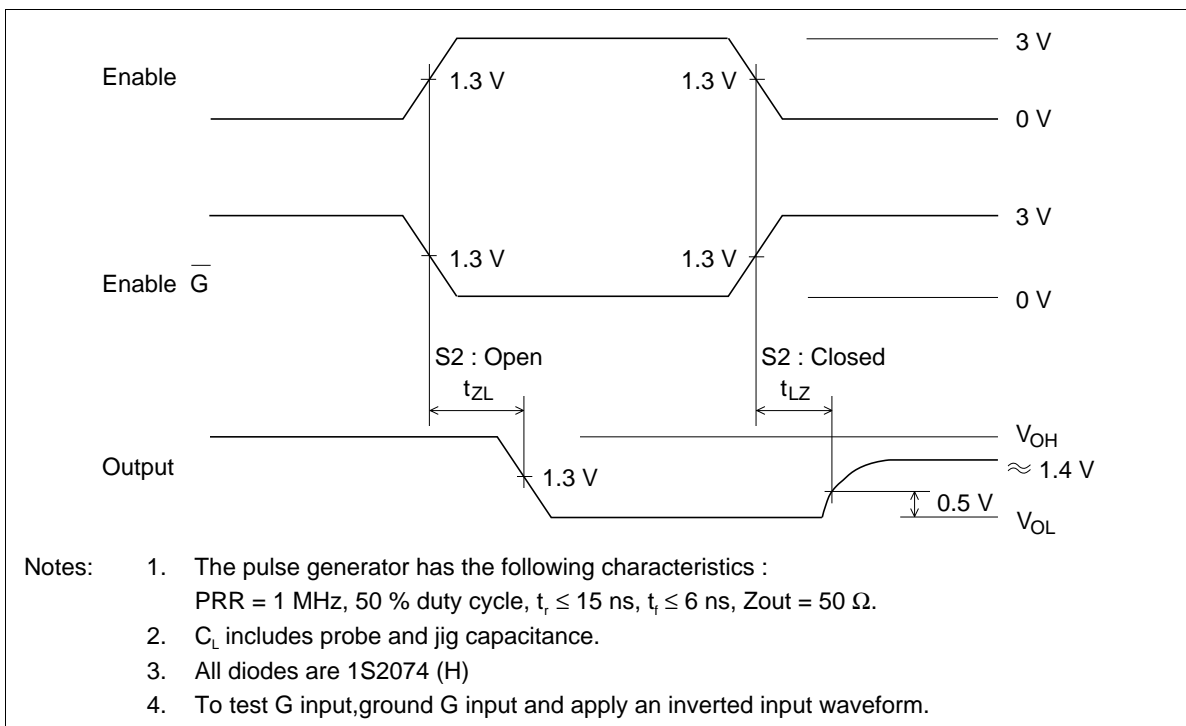 3 V
Enable
1.3 V 1.3 V
0 V
3 V
1.3 V 1.3 V
Enable G̅
0 V
S2 : Open S2 : Closed
tZL tLZ
VOH
Output
≈ 1.4 V
1.3 V
0.5 V
VOL
Notes: 1. The pulse generator has the following characteristics :
PRR = 1 MHz, 50 % duty cycle, tr ≤ 15 ns, tf ≤ 6 ns, Zout = 50 Ω.
2. CL includes probe and jig capacitance.
3. All diodes are 1S2074 (H)
4. To test G input,ground G input and apply an inverted input waveform.